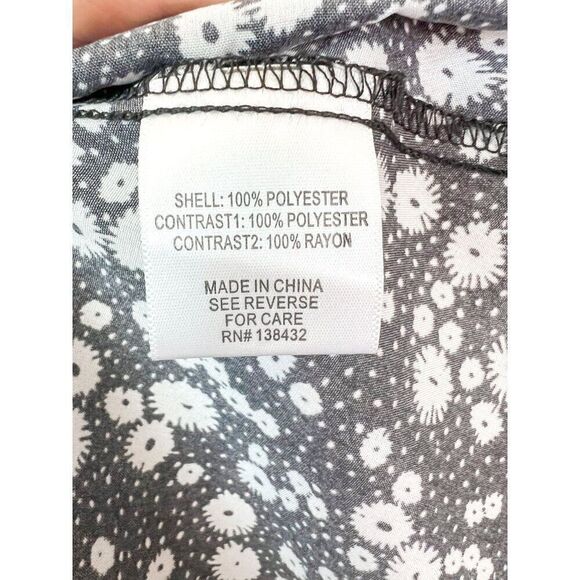 SHELL: 100% POLYESTER
CONTRAST1: 100% POLYESTER
CONTRAST2: 100% RAYON
MADE IN CHINA
SEE REVERSE
FOR CARE
RN# 138432